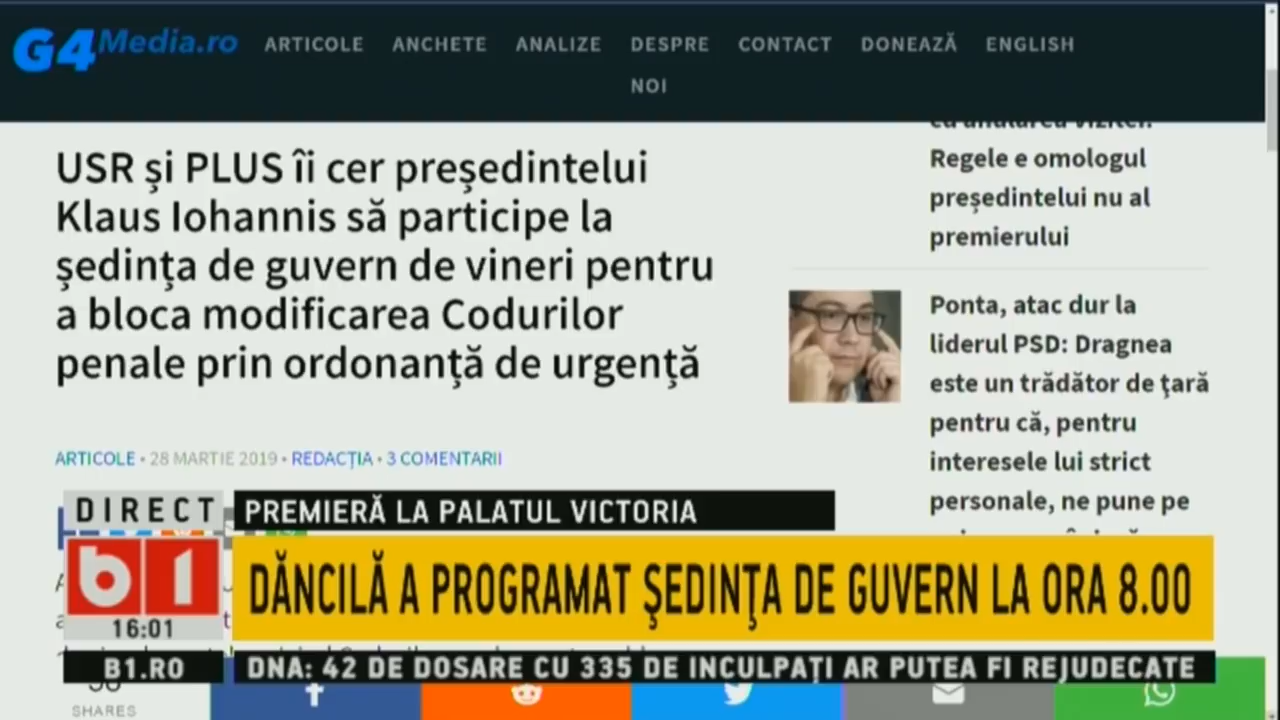 G4Media.ro
ARTICOLE ANCHETE ANALIZE DESPRE NOI CONTACT DONEAZĂ ENGLISH
USR și PLUS îi cer președintelui
Klaus Iohannis să participe la
ședința de guvern de vineri pentru
a bloca modificarea Codurilor
penale prin ordonanță de urgență
ARTICOLE • 28 MARTIE 2019 • REDACȚIA • 3 COMENTARII
cu anularea vizitei:
Regele e omologul
președintelui nu al
premierului
Ponta, atac dur la
liderul PSD: Dragnea
este un trădător de ţară
pentru că, pentru
interesele lui strict
personale, ne pune pe
DIRECT
PREMIERĂ LA PALATUL VICTORIA
b1
DĂNCILĂ A PROGRAMAT ŞEDINŢA DE GUVERN LA ORA 8.00
16:01
B1.RO
DNA: 42 DE DOSARE CU 335 DE INCULPAȚI AR PUTEA FI REJUDECATE
SHARES